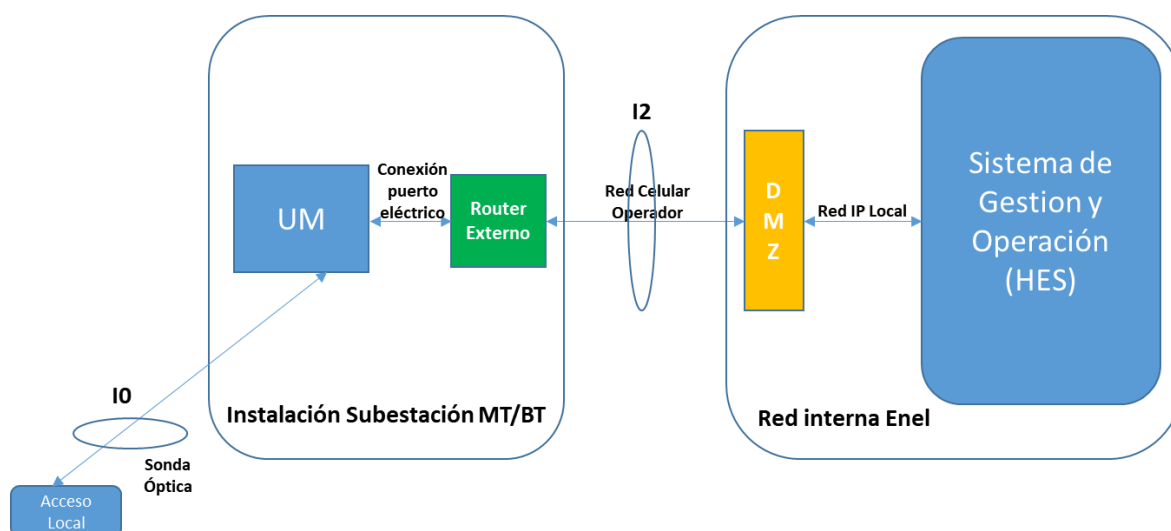 I2
Conexión
puerto
eléctrico
UM
Router
Externo
Red Celular
Operador
D
M
Z
Red IP Local
Sistema de
Gestion y
Operación
(HES)
I0
Instalación Subestación MT/BT
Red interna Enel
Sonda
Óptica
Acceso
Local